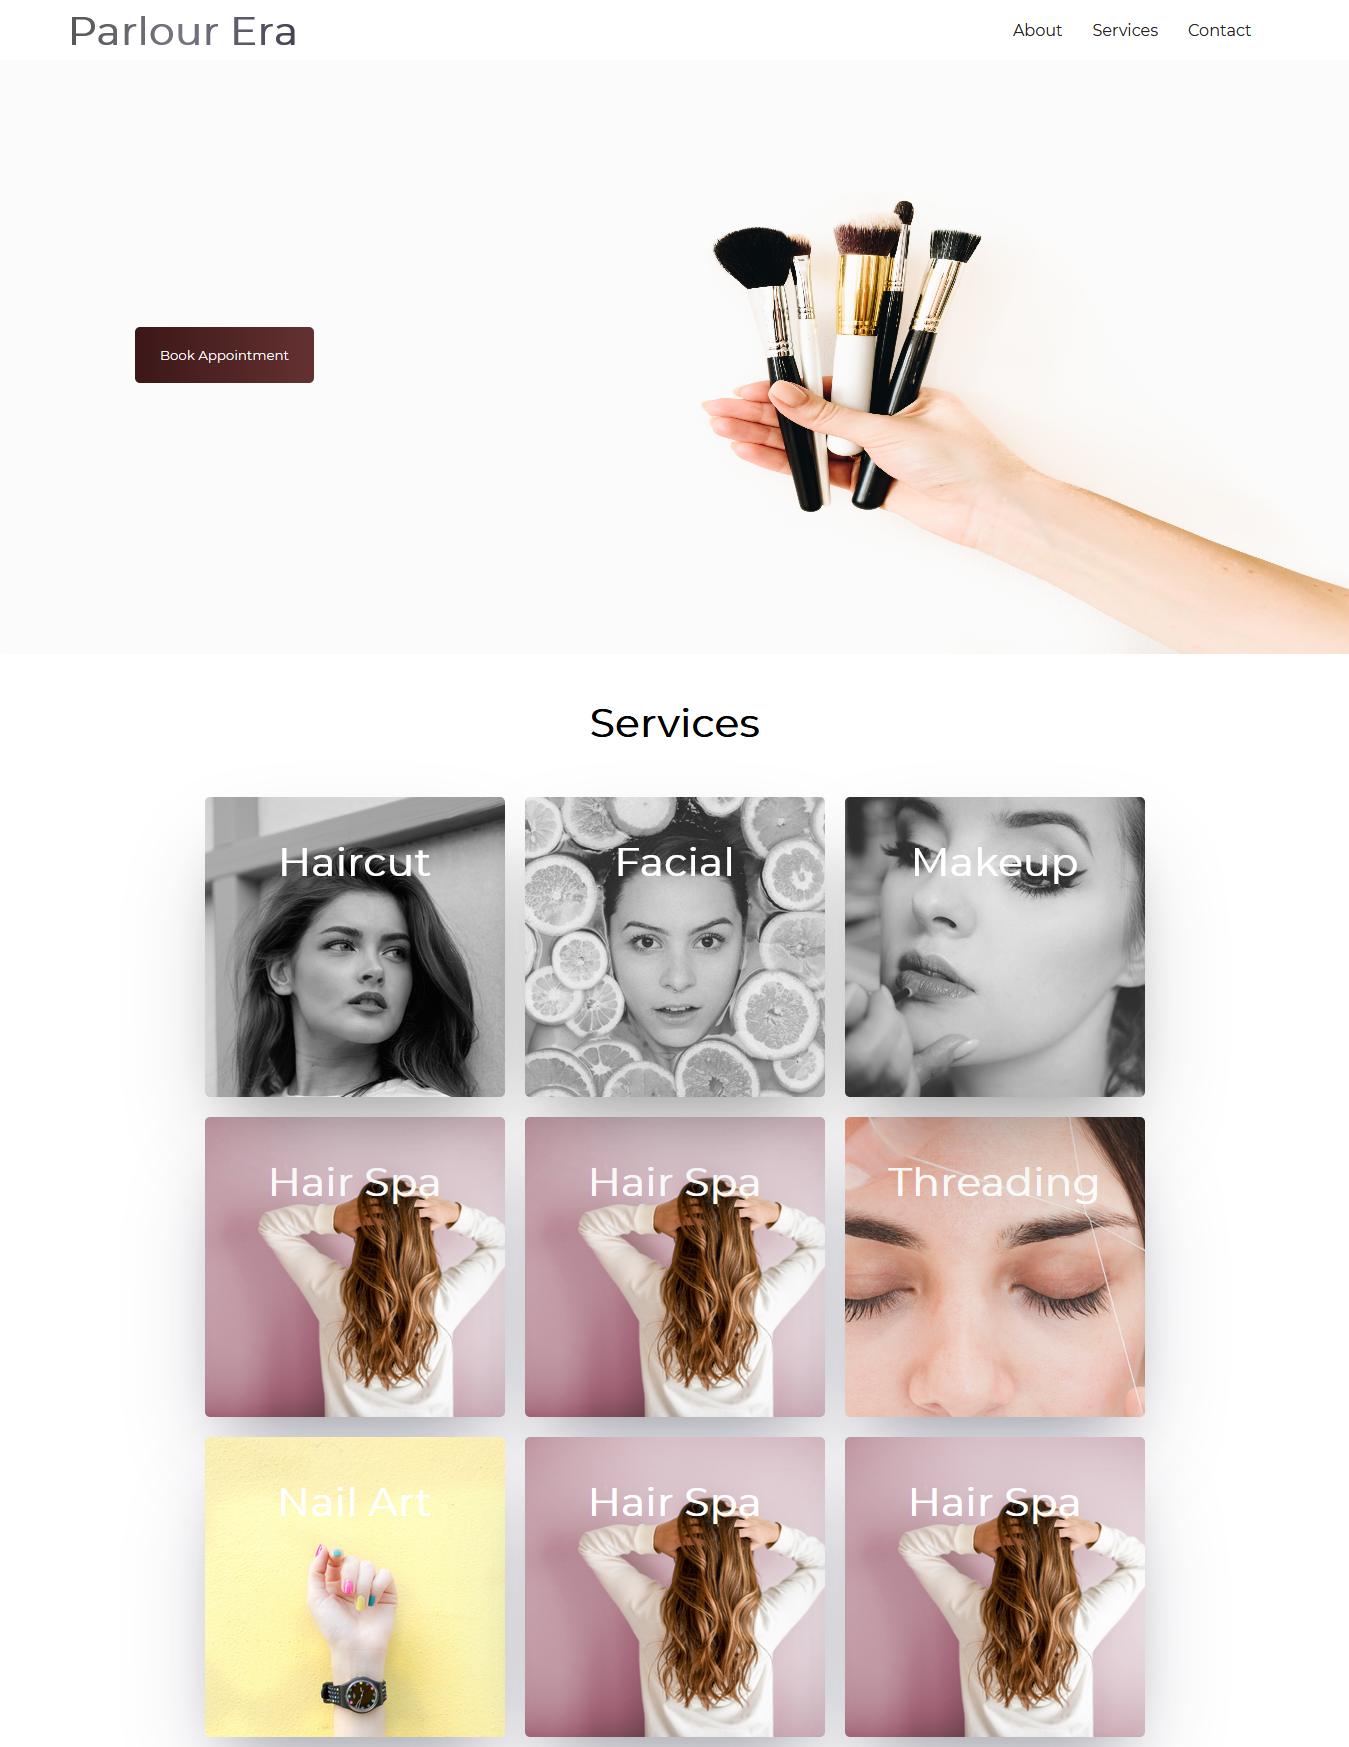 Parlour Era
About Services Contact
Book Appointment
Services
Haircut Facial Makeup
Hair Spa Hair Spa Threading
Nail Art Hair Spa Hair Spa